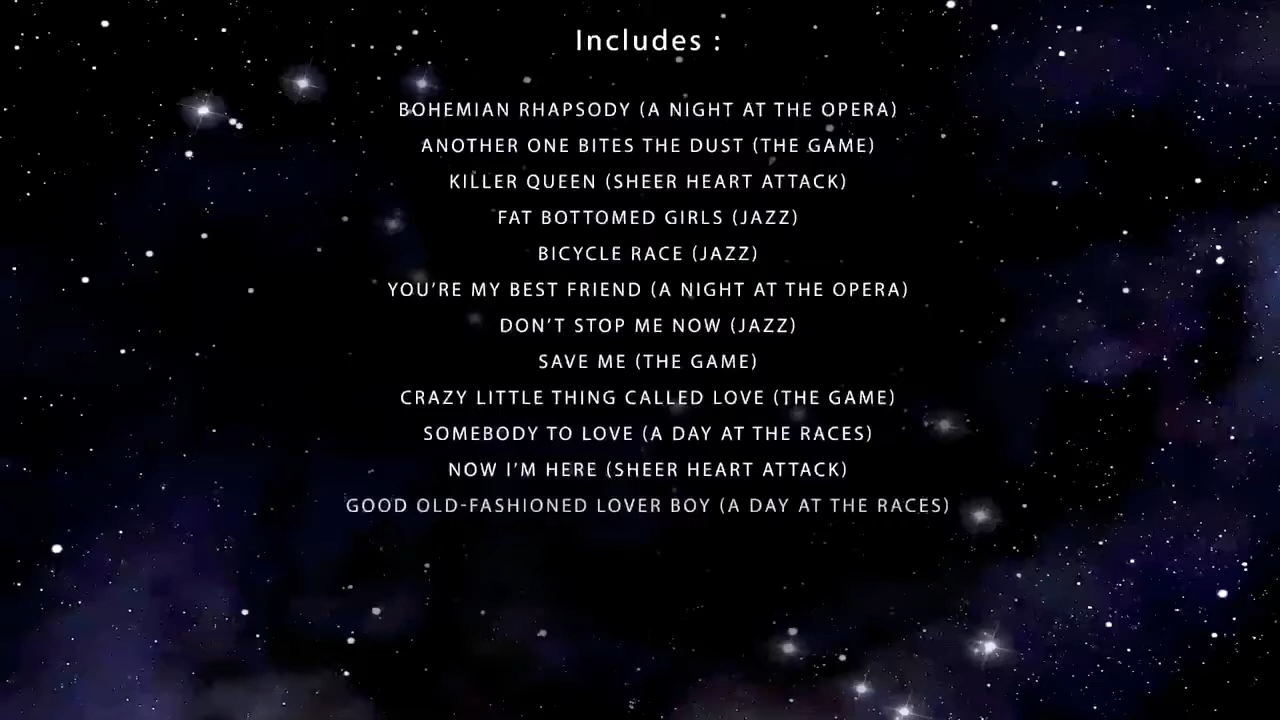 Includes :
BOHEMIAN RHAPSODY (A NIGHT AT THE OPERA)
ANOTHER ONE BITES THE DUST (THE GAME)
KILLER QUEEN (SHEER HEART ATTACK)
FAT BOTTOMED GIRLS (JAZZ)
BICYCLE RACE (JAZZ)
YOU’RE MY BEST FRIEND (A NIGHT AT THE OPERA)
DON’T STOP ME NOW (JAZZ)
SAVE ME (THE GAME)
CRAZY LITTLE THING CALLED LOVE (THE GAME)
SOMEBODY TO LOVE (A DAY AT THE RACES)
NOW I’M HERE (SHEER HEART ATTACK)
GOOD OLD-FASHIONED LOVER BOY (A DAY AT THE RACES)